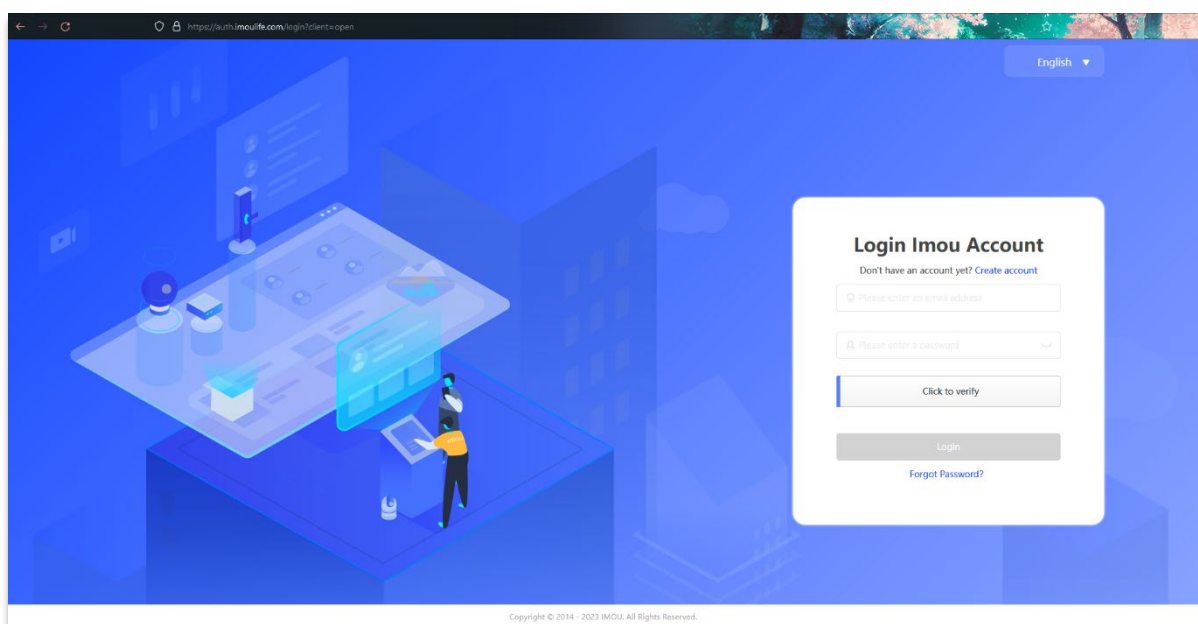 https://auth.imoulife.com/login?client=open
English ▼
Login Imou Account
Don't have an account yet? Create account
Please enter an email address
Please enter a password
Click to verify
Login
Forgot Password?
Copyright © 2014 - 2023 IMOU. All Rights Reserved.